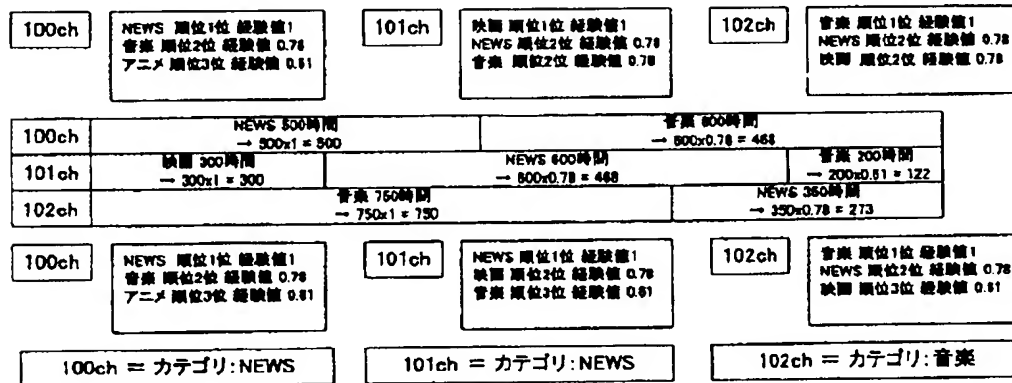 100ch
NEWS 順位1位 経験値1
音楽 順位2位 経験値 0.78
アニメ 順位3位 経験値 0.61
101ch
映画 順位1位 経験値1
NEWS 順位2位 経験値 0.78
音楽 順位2位 経験値 0.78
102ch
音楽 順位1位 経験値1
NEWS 順位2位 経験値 0.78
映画 順位2位 経験値 0.78
100ch
NEWS 500時間
→ 500x1 = 500
音楽 600時間
→ 600x0.78 = 468
101ch
映画 300時間
→ 300x1 = 300
NEWS 600時間
→ 600x0.78 = 468
音楽 200時間
→ 200x0.61 = 122
102ch
音楽 750時間
→ 750x1 = 750
NEWS 350時間
→ 350x0.78 = 273
100ch
NEWS 順位1位 経験値1
音楽 順位2位 経験値 0.78
アニメ 順位3位 経験値 0.61
101ch
NEWS 順位1位 経験値1
映画 順位2位 経験値 0.78
音楽 順位3位 経験値 0.61
102ch
音楽 順位1位 経験値1
NEWS 順位2位 経験値 0.78
映画 順位3位 経験値 0.61
100ch = カテゴリ:NEWS
101ch = カテゴリ:NEWS
102ch = カテゴリ:音楽